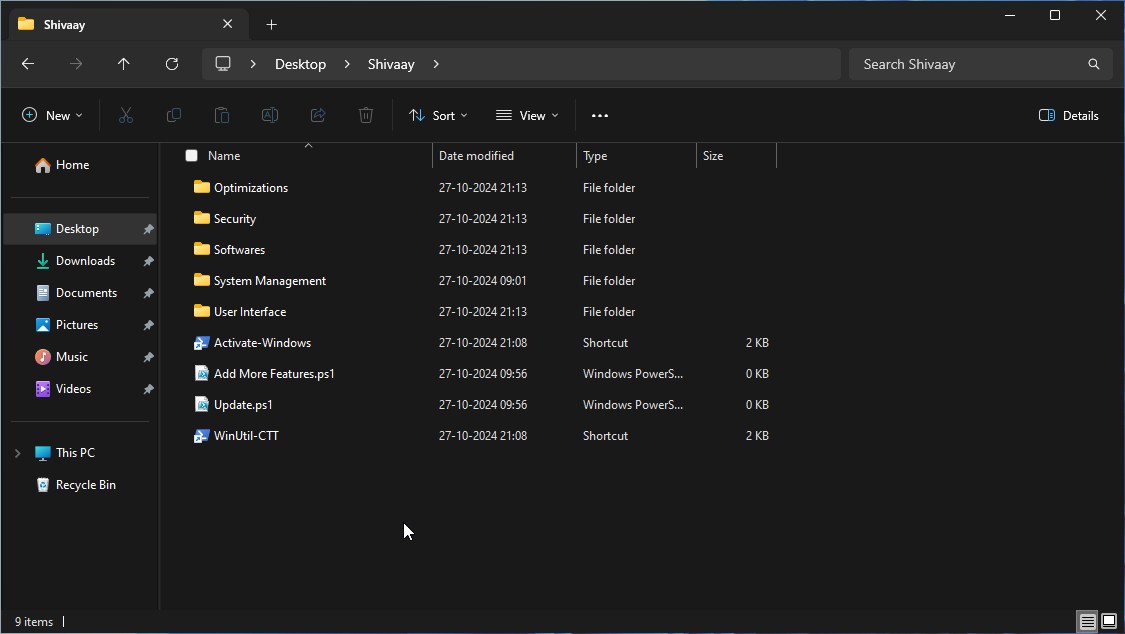 Shivaay
Desktop Shivaay Search Shivaay
New Sort View Details
Name Date modified Type Size
Home
Optimizations 27-10-2024 21:13 File folder
Security 27-10-2024 21:13 File folder
Desktop
Softwares 27-10-2024 21:13 File folder
Downloads
System Management 27-10-2024 09:01 File folder
Documents
User Interface 27-10-2024 21:13 File folder
Pictures
Activate-Windows 27-10-2024 21:08 Shortcut 2 KB
Music
Add More Features.ps1 27-10-2024 09:56 Windows PowerS... 0 KB
Videos
Update.ps1 27-10-2024 09:56 Windows PowerS... 0 KB
WinUtil-CTT 27-10-2024 21:08 Shortcut 2 KB
This PC
Recycle Bin
9 items